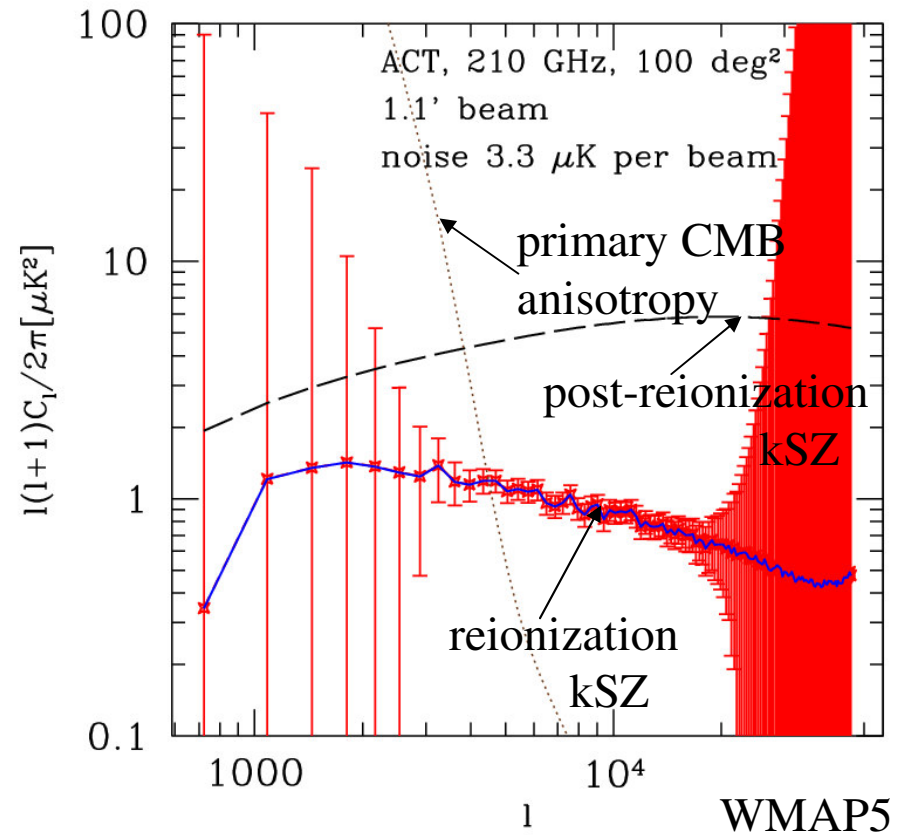 100
10
1
0.1
l(l+1)Cₗ/2π[μK²]
ACT, 210 GHz, 100 deg²
1.1' beam
noise 3.3 μK per beam
primary CMB
anisotropy
post-reionization
kSZ
reionization
kSZ
1000
10⁴
l
WMAP5